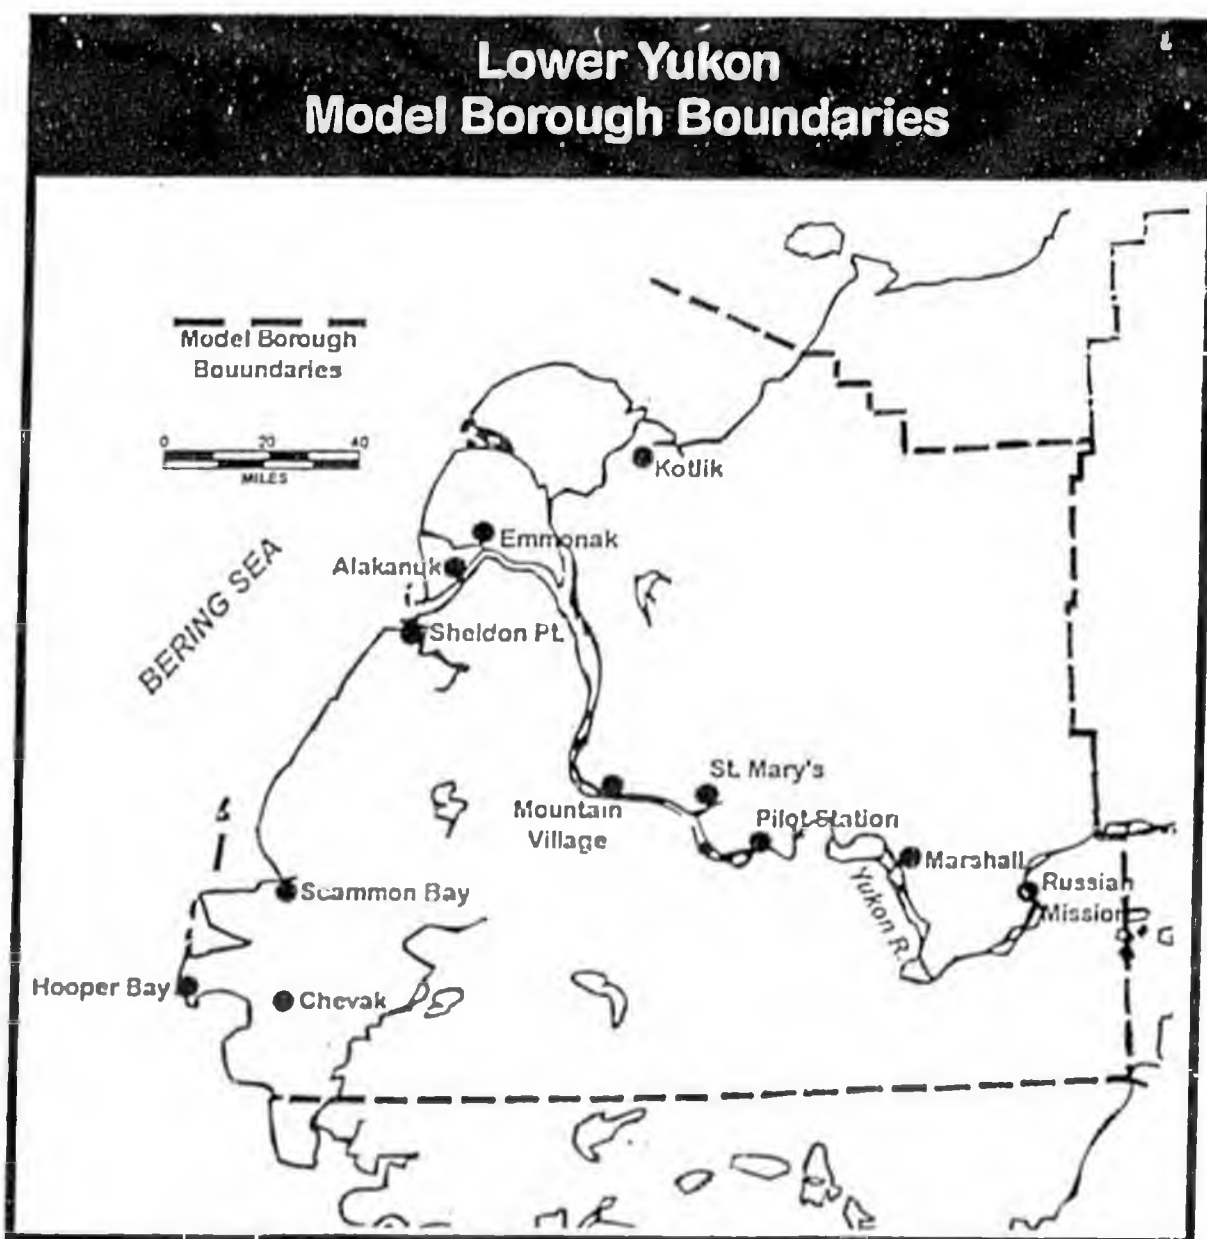 Lower Yukon
Model Borough Boundaries
Model Borough
Bouundaries
0 20 40
MILES
Kotlik
Emmonak
Alakanuk
BERING SEA
Sheldon Pt.
St. Mary's
Mountain
Village
Pilot Station
Marshall
Yukon R.
Russian
Mission
Scammon Bay
Hooper Bay
Chevak